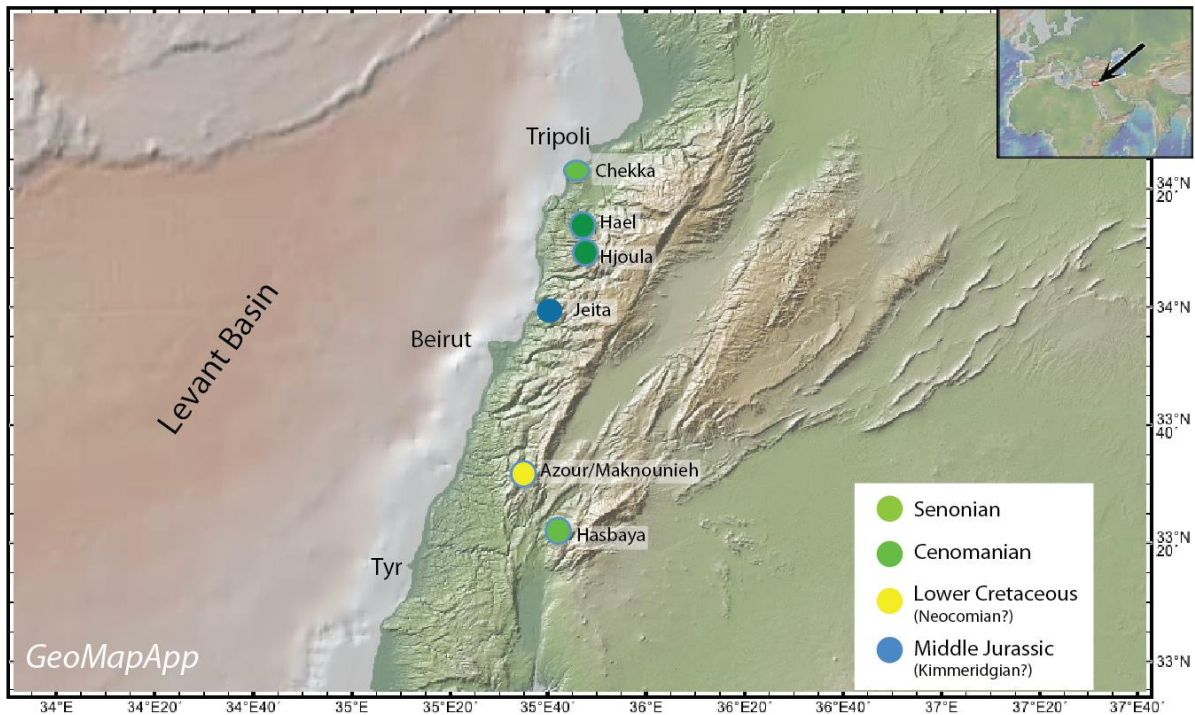 Tripoli
Chekka
34°N
20'
Hael
Hjoula
Jeita
34°N
Beirut
Levant Basin
33°N
40'
Azour/Maknounieh
Hasbaya
33°N
20'
Tyr
Senonian
Cenomanian
Lower Cretaceous
(Neocomian?)
Middle Jurassic
(Kimmeridgian?)
GeoMapApp
33°N
34°E
34°E20'
34°E40'
35°E
35°E20'
35°E40'
36°E
36°E20'
36°E40'
37°E
37°E20'
37°E40'